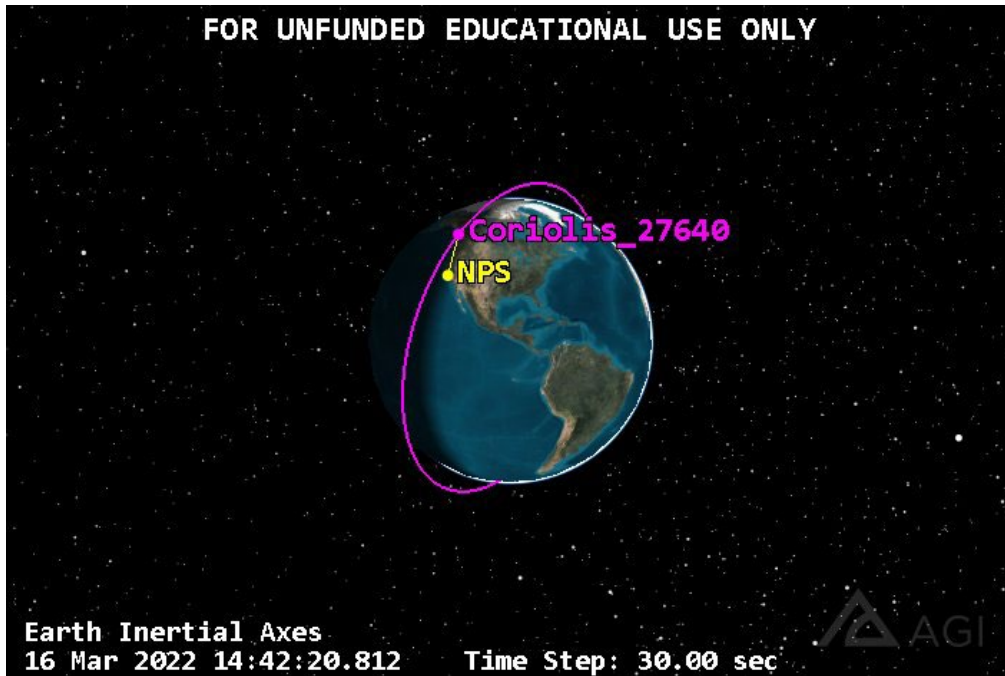 FOR UNFUNDED EDUCATIONAL USE ONLY
Coriolis_27640
NPS
AGI
Earth Inertial Axes
16 Mar 2022 14:42:20.812 Time Step: 30.00 sec